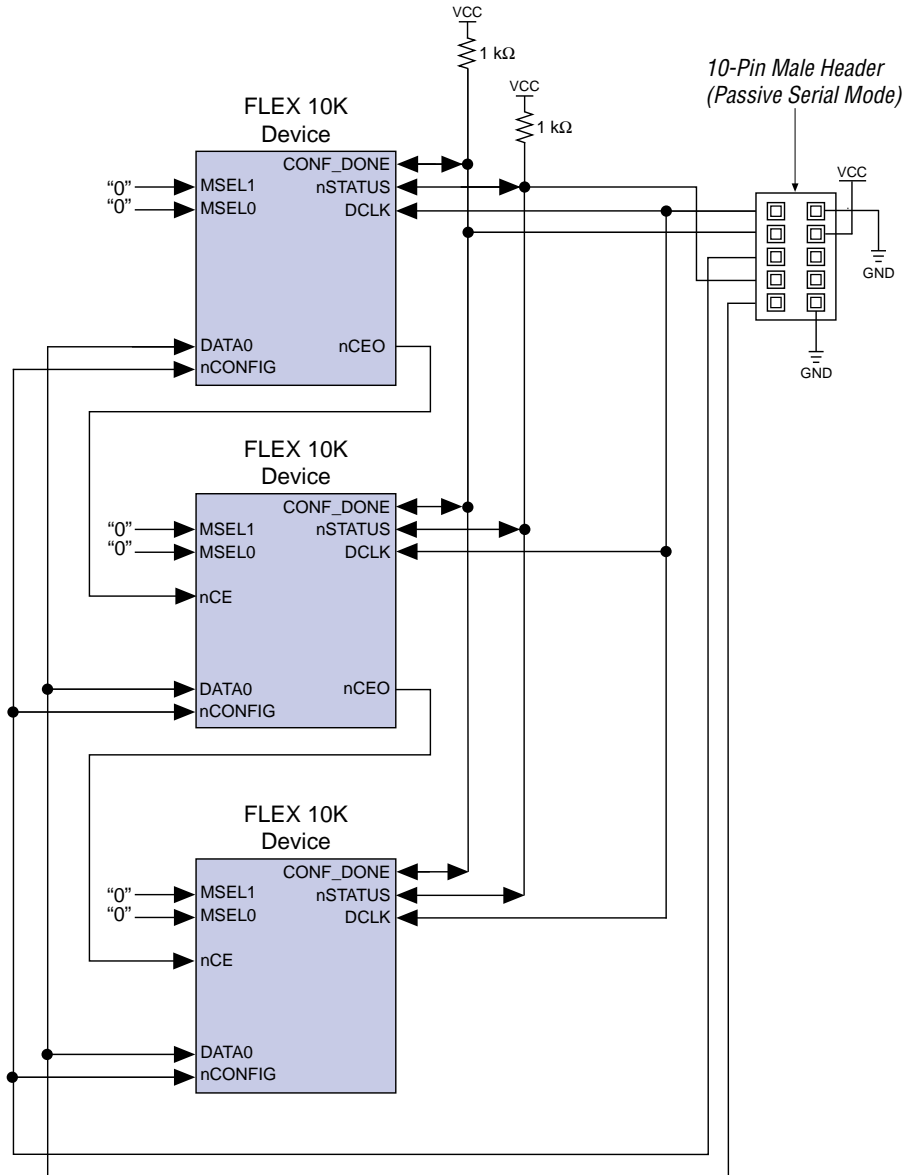 VCC
1 kΩ
VCC
1 kΩ
10-Pin Male Header
(Passive Serial Mode)
VCC
GND
GND
FLEX 10K
Device
CONF_DONE
nSTATUS
DCLK
"0"
MSEL1
"0"
MSEL0
DATA0
nCONFIG
nCEO
FLEX 10K
Device
CONF_DONE
nSTATUS
DCLK
"0"
MSEL1
"0"
MSEL0
nCE
DATA0
nCONFIG
nCEO
FLEX 10K
Device
CONF_DONE
nSTATUS
DCLK
"0"
MSEL1
"0"
MSEL0
nCE
DATA0
nCONFIG